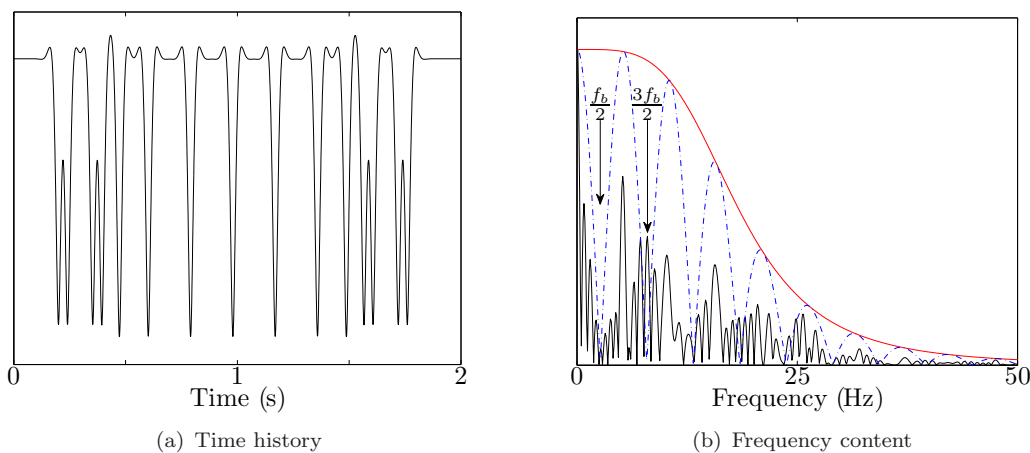 0
1
2
Time (s)
(a) Time history
f_b/2
3f_b/2
0
25
50
Frequency (Hz)
(b) Frequency content